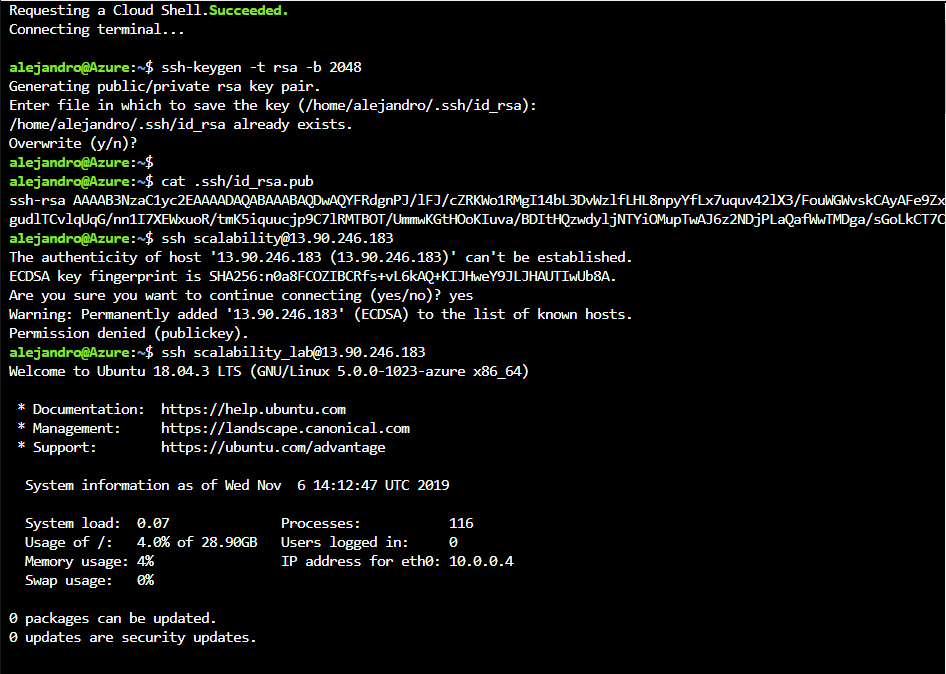 Requesting a Cloud Shell.Succeeded.
Connecting terminal...
alejandro@Azure:~$ ssh-keygen -t rsa -b 2048
Generating public/private rsa key pair.
Enter file in which to save the key (/home/alejandro/.ssh/id_rsa):
/home/alejandro/.ssh/id_rsa already exists.
Overwrite (y/n)?
alejandro@Azure:~$
alejandro@Azure:~$ cat .ssh/id_rsa.pub
ssh-rsa AAAAB3NzaC1yc2EAAAADAQABAAABAQDwAQYFRdgnPJ/lFJ/cZRKWo1RMgI14bL3DvWzlfLHL8npyYfLx7uquv42lX3/FouWGWvskCAyAFe9Zx
gudlTCvlqUqG/nn1I7XEWxuoR/tmK5iquucjp9C7lRMTBOT/UmmwKGtHOoKIuva/BDItHQzwdyljNTYiOMupTwAJ6z2NDjPLaQafWwTMDga/sGoLkCT7C
alejandro@Azure:~$ ssh scalability@13.90.246.183
The authenticity of host '13.90.246.183 (13.90.246.183)' can't be established.
ECDSA key fingerprint is SHA256:n0a8FCOZIBCRfs+vL6kAQ+KIJHweY9JLJHAUTIwUb8A.
Are you sure you want to continue connecting (yes/no)? yes
Warning: Permanently added '13.90.246.183' (ECDSA) to the list of known hosts.
Permission denied (publickey).
alejandro@Azure:~$ ssh scalability_lab@13.90.246.183
Welcome to Ubuntu 18.04.3 LTS (GNU/Linux 5.0.0-1023-azure x86_64)
* Documentation: https://help.ubuntu.com
* Management: https://landscape.canonical.com
* Support: https://ubuntu.com/advantage
System information as of Wed Nov 6 14:12:47 UTC 2019
System load: 0.07 Processes: 116
Usage of /: 4.0% of 28.90GB Users logged in: 0
Memory usage: 4% IP address for eth0: 10.0.0.4
Swap usage: 0%
0 packages can be updated.
0 updates are security updates.